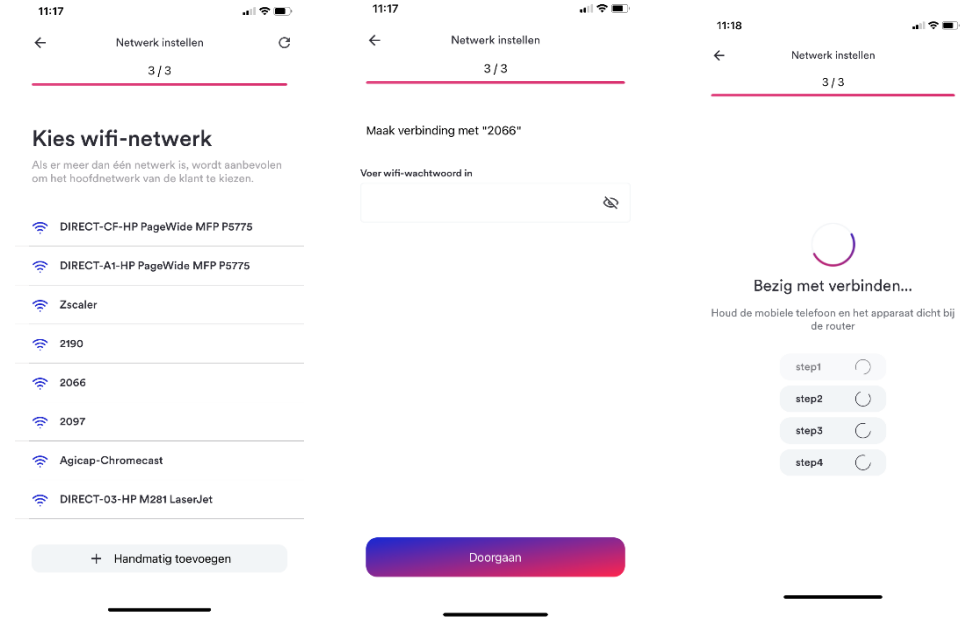 11:17
Netwerk instellen
3 / 3
Kies wifi-netwerk
Als er meer dan één netwerk is, wordt aanbevolen
om het hoofdnetwerk van de klant te kiezen.
DIRECT-CF-HP PageWide MFP P5775
DIRECT-A1-HP PageWide MFP P5775
Zscaler
2190
2066
2097
Agicap-Chromecast
DIRECT-03-HP M281 LaserJet
+ Handmatig toevoegen
11:17
Netwerk instellen
3 / 3
Maak verbinding met "2066"
Voer wifi-wachtwoord in
Doorgaan
11:18
Netwerk instellen
3 / 3
Bezig met verbinden...
Houd de mobiele telefoon en het apparaat dicht bij
de router
step1
step2
step3
step4